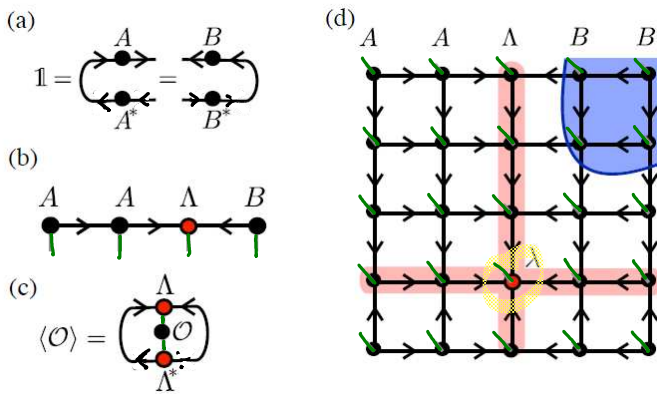 (a)
A B
𝟙 = =
A* B*
(b)
A A Λ B
(c)
Λ
⟨𝒪⟩ = 𝒪
Λ*
(d)
A A Λ B B
Λ